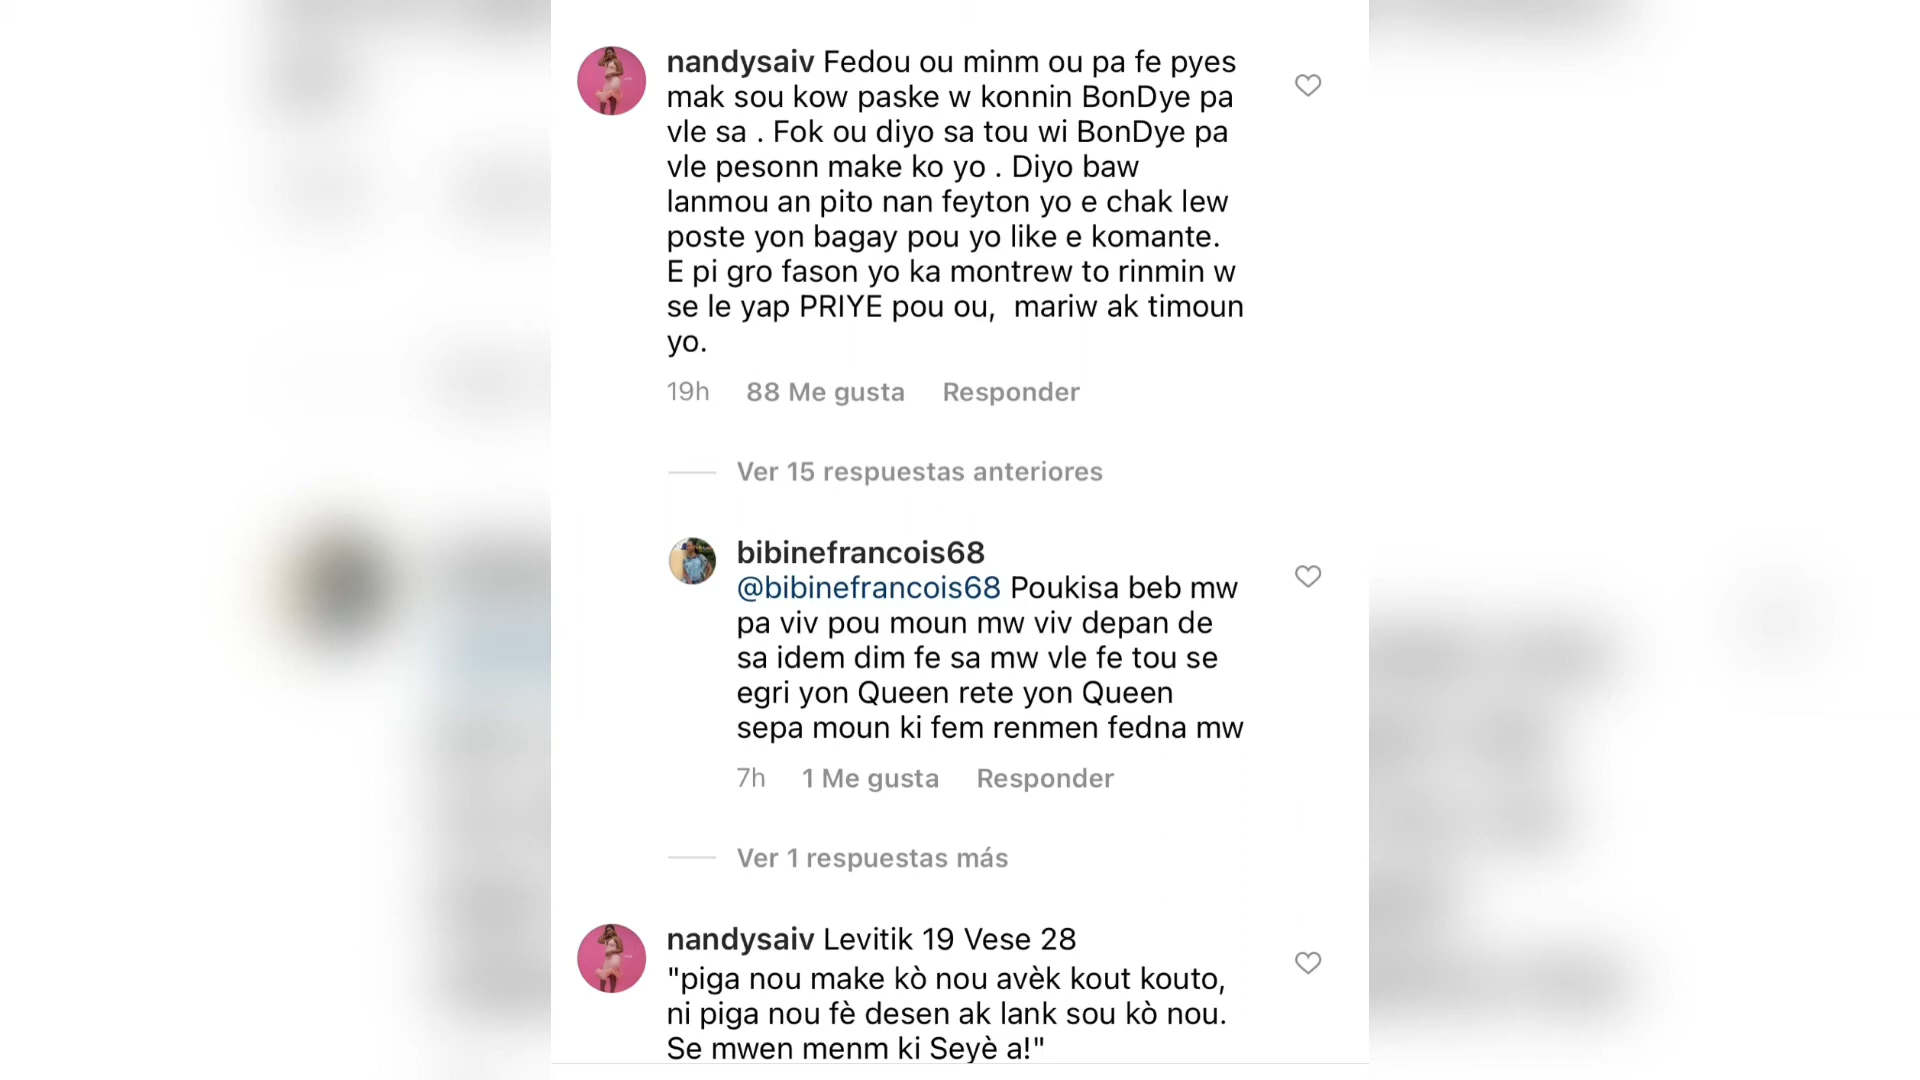 nandysaiv Fedou ou minm ou pa fe pyes
mak sou kow paske w konnin BonDye pa
vle sa . Fok ou diyo sa tou wi BonDye pa
vle pesonn make ko yo . Diyo baw
lanmou an pito nan feyton yo e chak lew
poste yon bagay pou yo like e komante.
E pi gro fason yo ka montrew to rinmin w
se le yap PRIYE pou ou,  mariw ak timoun
yo.
19h 88 Me gusta Responder
Ver 15 respuestas anteriores
bibinefrancois68
@bibinefrancois68 Poukisa beb mw
pa viv pou moun mw viv depan de
sa idem dim fe sa mw vle fe tou se
egri yon Queen rete yon Queen
sepa moun ki fem renmen fedna mw
7h 1 Me gusta Responder
Ver 1 respuestas más
nandysaiv Levitik 19 Vese 28
"piga nou make kò nou avèk kout kouto,
ni piga nou fè desen ak lank sou kò nou.
Se mwen menm ki Seyè a!"